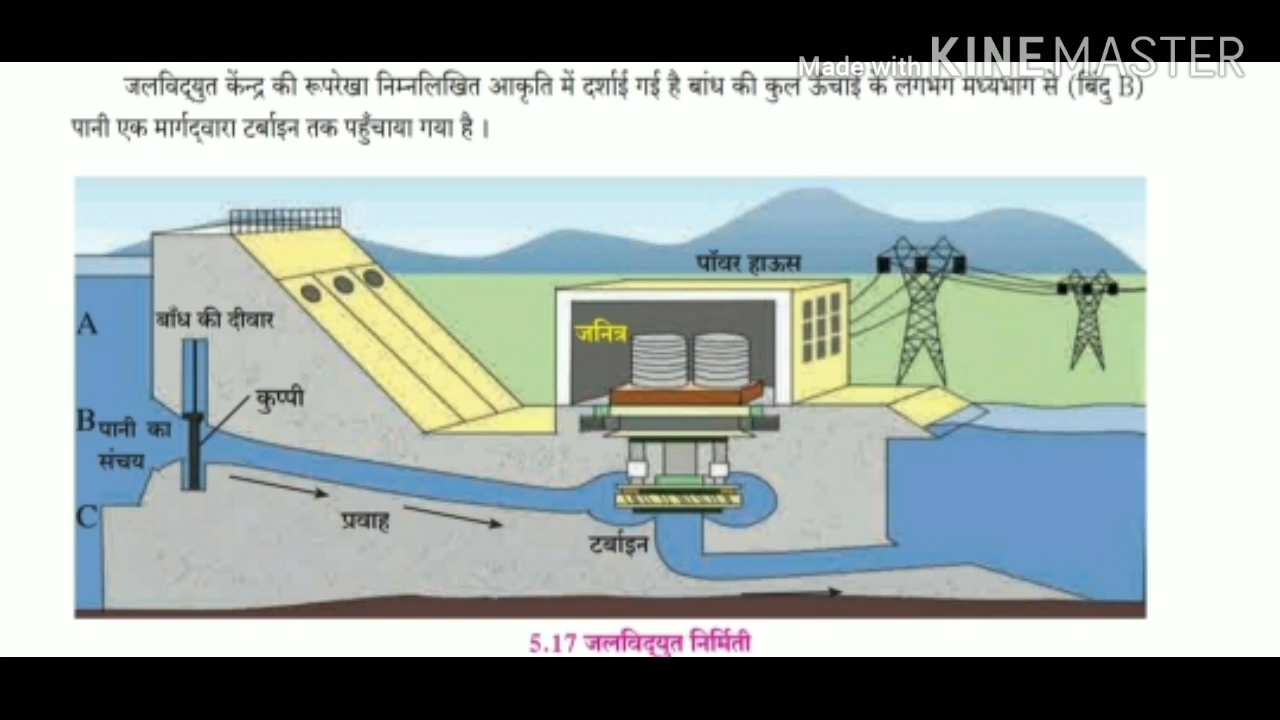 Made with KINEMASTER
जलविद्युत केंन्द्र की रूपरेखा निम्नलिखित आकृति में दर्शाई गई है बांध की कुल ऊंचाई के लगभग मध्यभाग से (बिंदु B)
पानी एक मार्गद्वारा टर्बाइन तक पहुँचाया गया है ।
पॉवर हाऊस
A
बाँध की दीवार
जनित्र
कुप्पी
B पानी का
संचय
C
प्रवाह
टर्बाइन
5.17 जलविद्युत निर्मिती